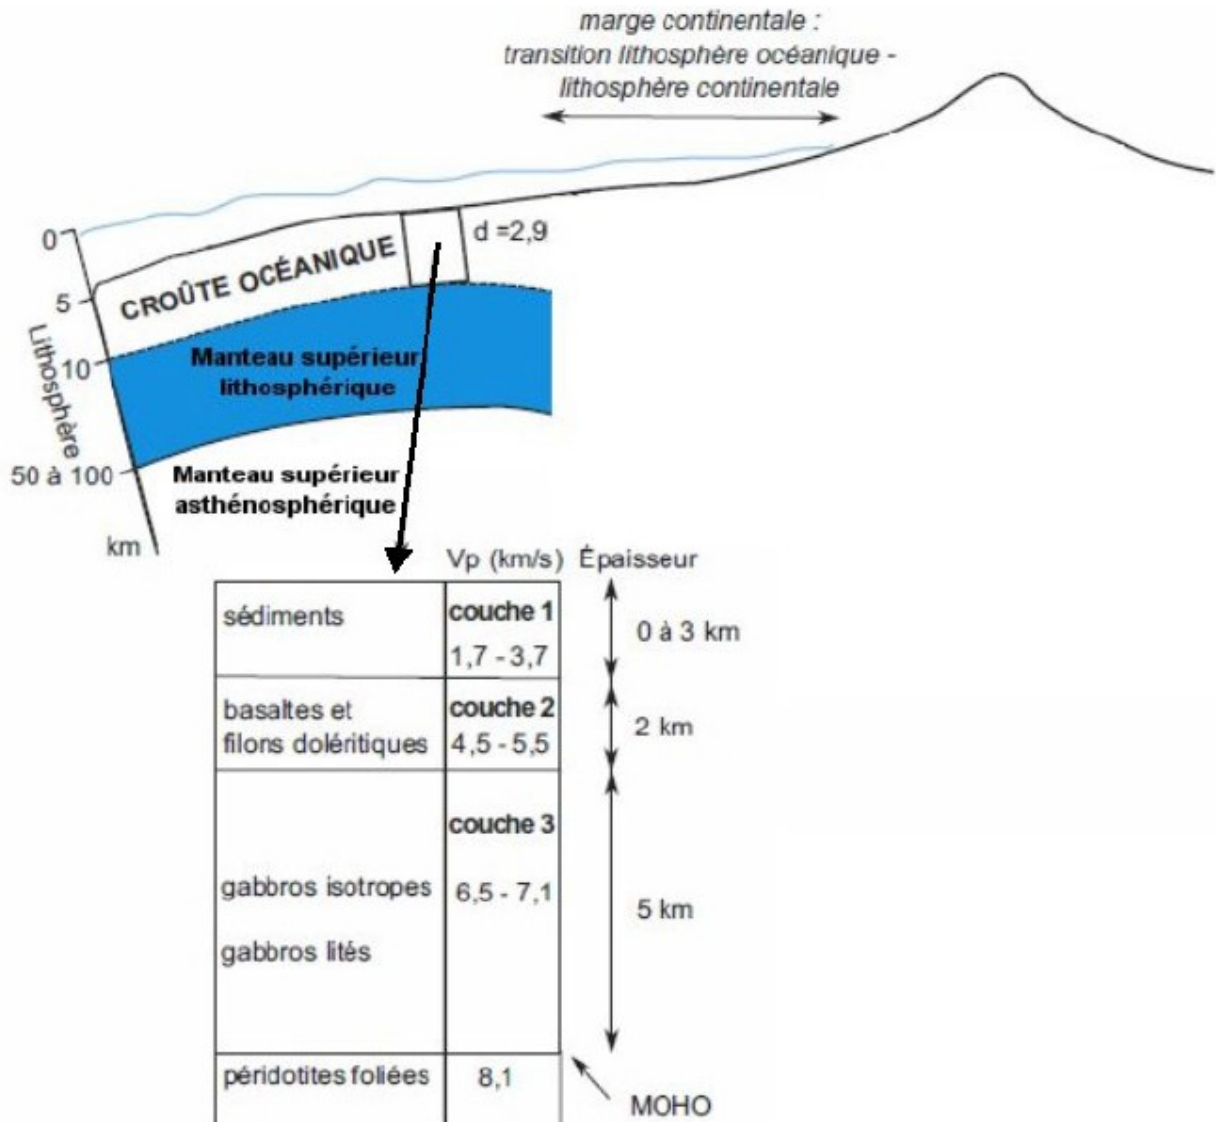 marge continentale :
transition lithosphère océanique -
lithosphère continentale
0
d =2,9
CROÛTE OCÉANIQUE
5
Lithosphère
10
Manteau supérieur
lithosphérique
50 à 100
Manteau supérieur
asthénosphérique
km
Vp (km/s) Épaisseur
sédiments
couche 1
1,7 - 3,7
0 à 3 km
basaltes et
filons doléritiques
couche 2
4,5 - 5,5
2 km
couche 3
gabbros isotropes
6,5 - 7,1
5 km
gabbros lités
péridotites foliées
8,1
MOHO